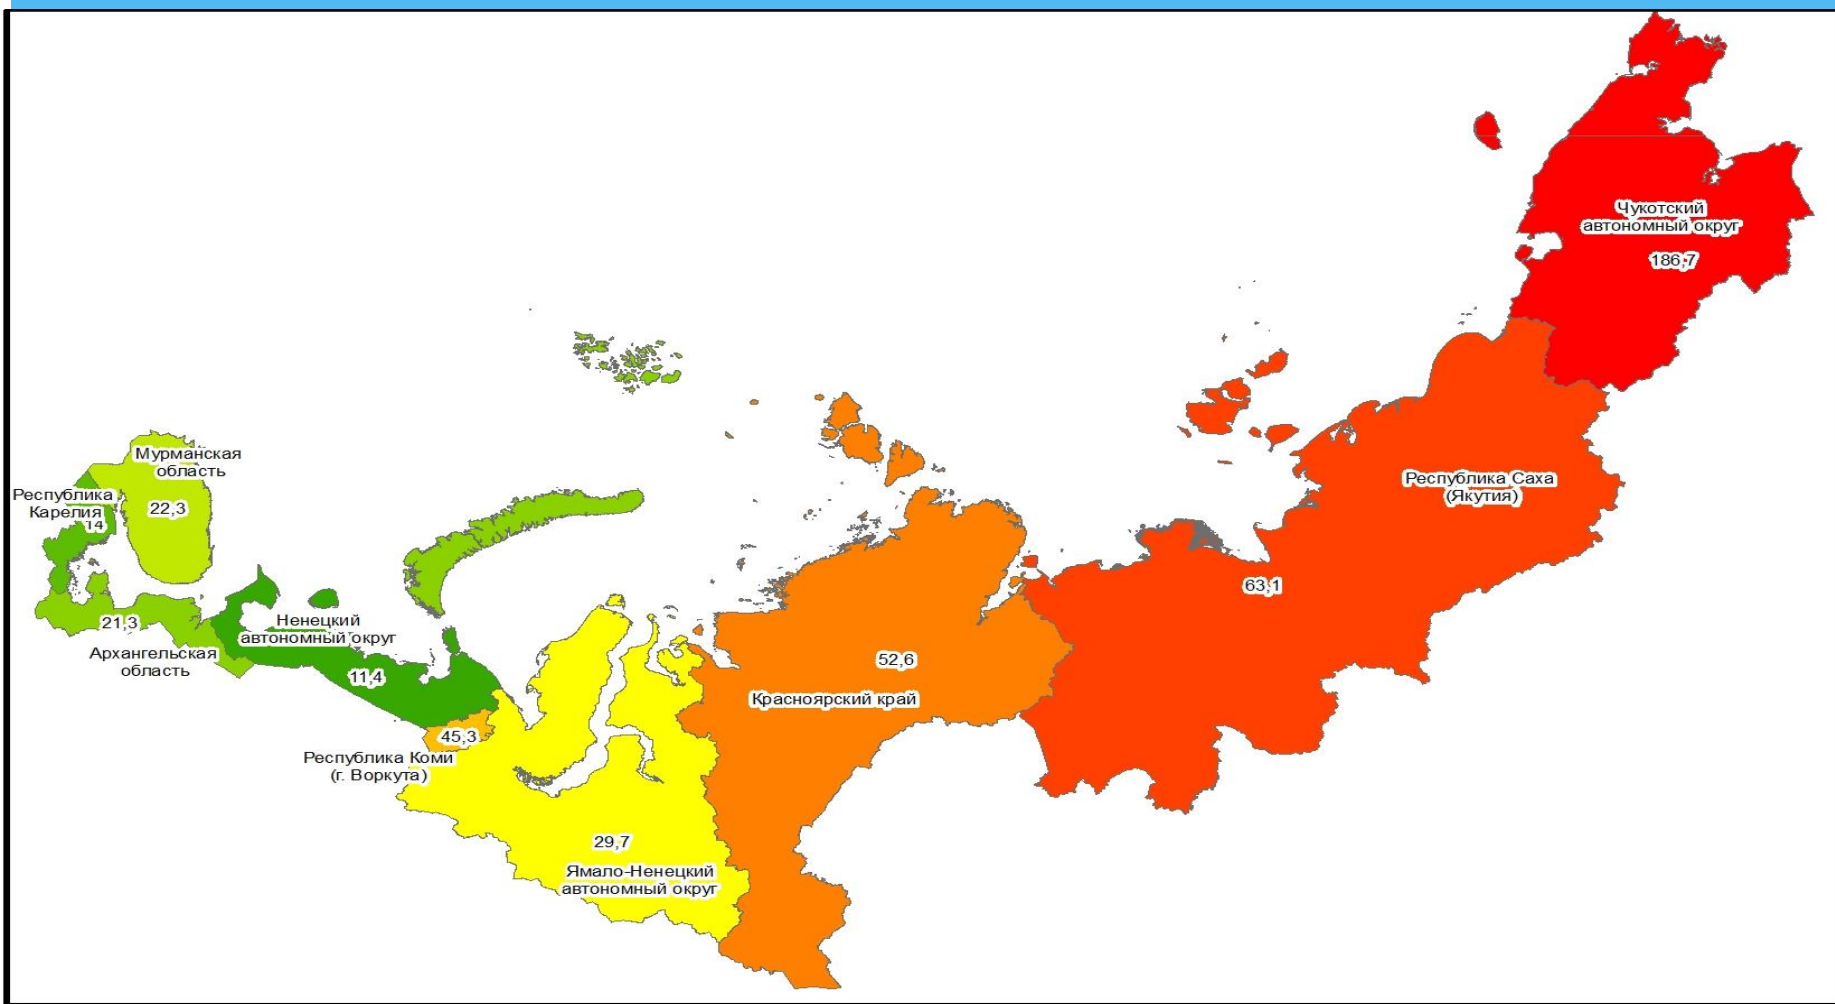 Чукотский
автономный округ
186,7
Мурманская
область
22,3
Республика
Карелия
14
Республика Саха
(Якутия)
63,1
Ненецкий
автономный округ
11,4
21,3
Архангельская
область
52,6
Красноярский край
45,3
Республика Коми
(г. Воркута)
29,7
Ямало-Ненецкий
автономный округ